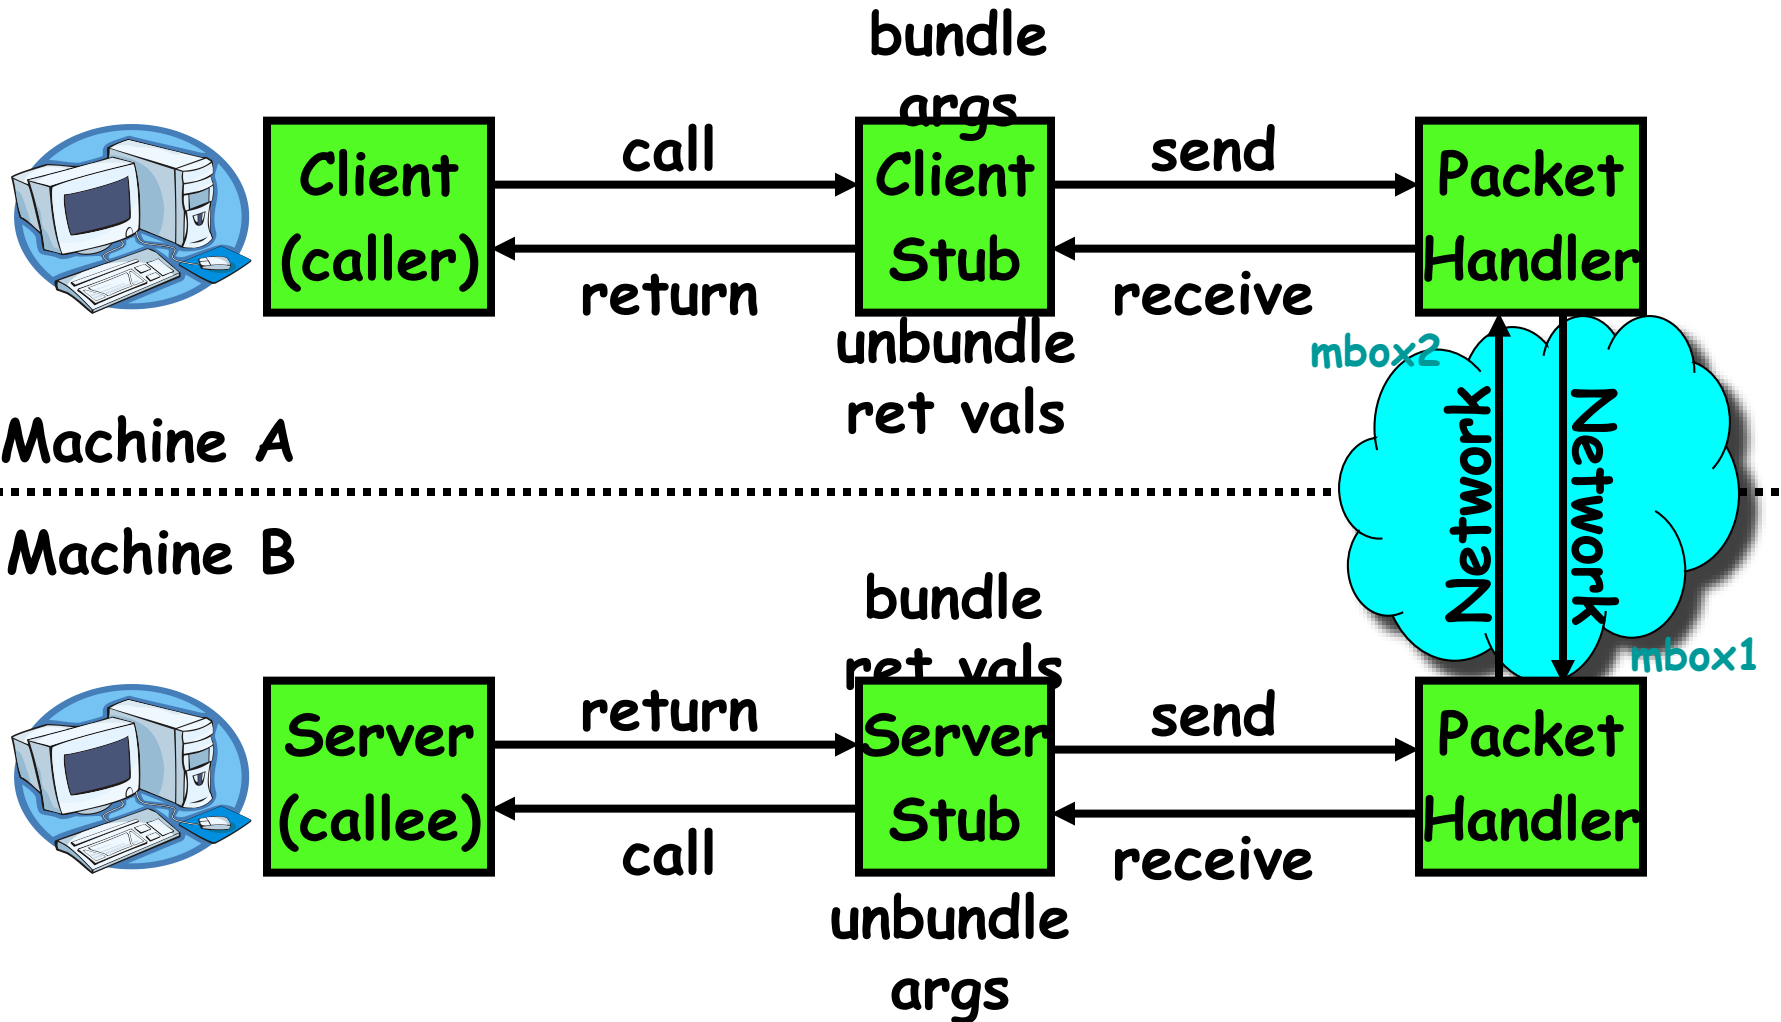 bundle
args
Client
(caller)
call
return
Client
Stub
send
receive
Packet
Handler
unbundle
ret vals
mbox2
Machine A
Network
Network
Machine B
mbox1
bundle
ret vals
Server
(callee)
return
call
Server
Stub
send
receive
Packet
Handler
unbundle
args